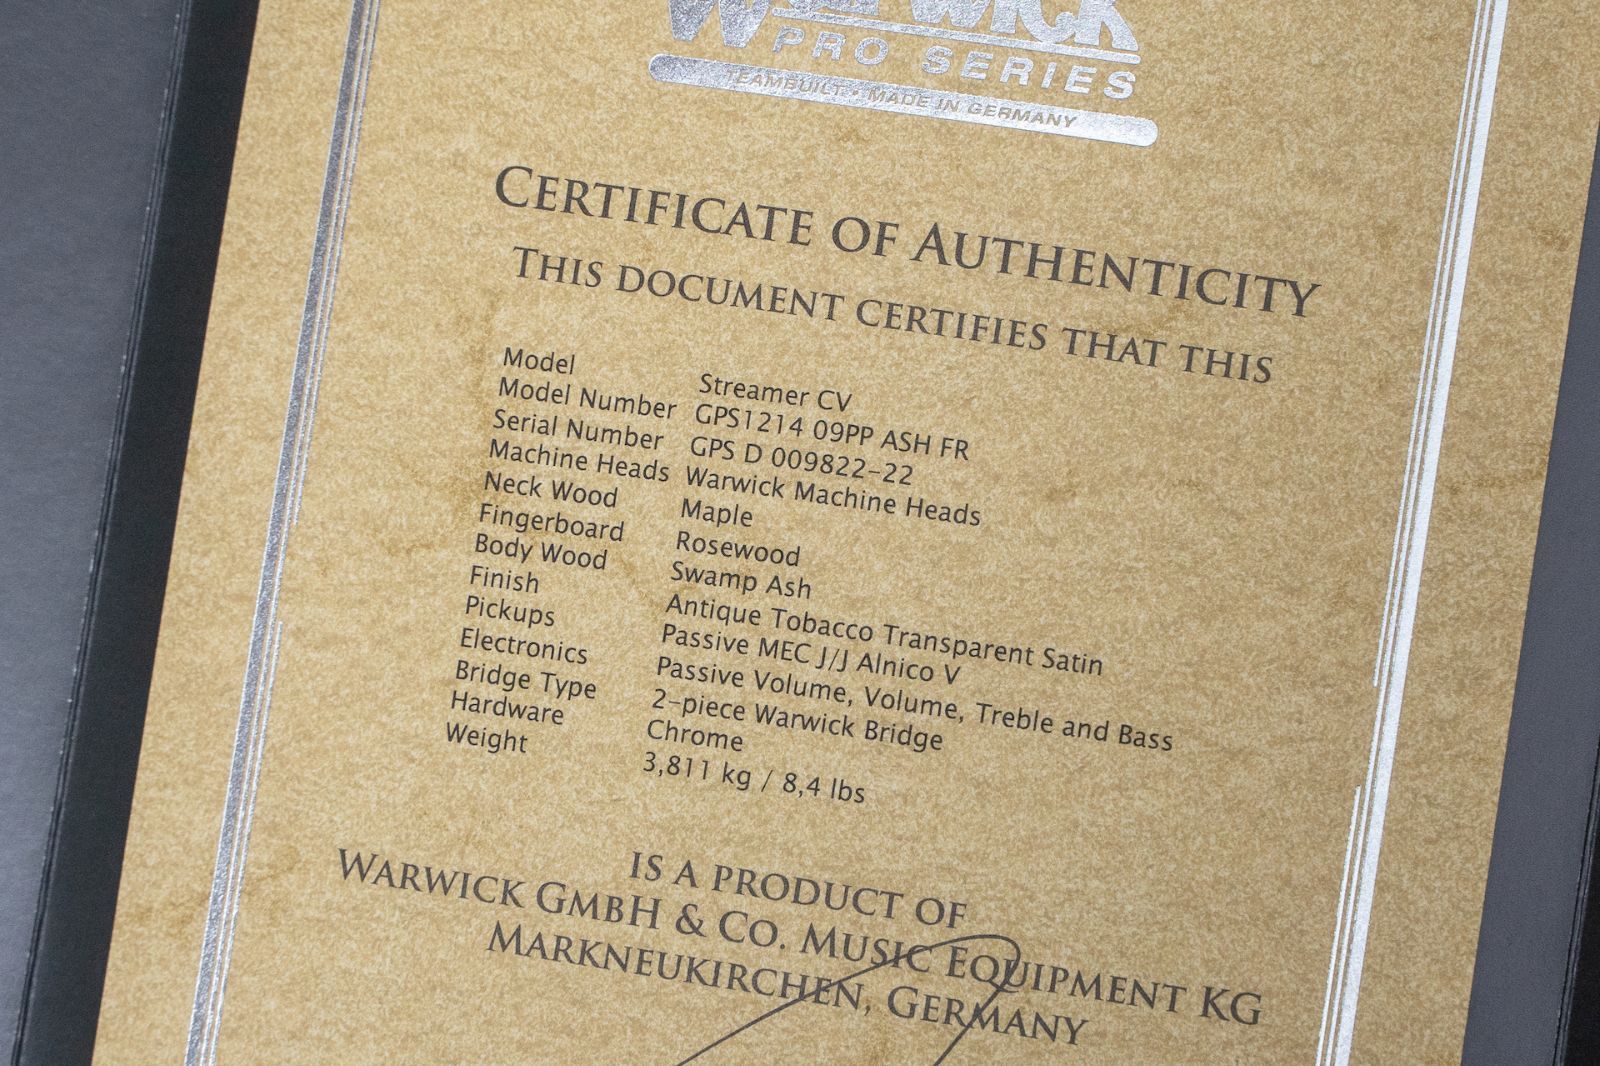 Warwick
PRO SERIES
TEAMBUILT • MADE IN GERMANY
CERTIFICATE OF AUTHENTICITY
THIS DOCUMENT CERTIFIES THAT THIS
Model Streamer CV
Model Number GPS1214 09PP ASH FR
Serial Number GPS D 009822-22
Machine Heads Warwick Machine Heads
Neck Wood Maple
Fingerboard Rosewood
Body Wood Swamp Ash
Finish Antique Tobacco Transparent Satin
Pickups Passive MEC J/J Alnico V
Electronics Passive Volume, Volume, Treble and Bass
Bridge Type 2-piece Warwick Bridge
Hardware Chrome
Weight 3,811 kg / 8,4 lbs
IS A PRODUCT OF
WARWICK GMBH & CO. MUSIC EQUIPMENT KG
MARKNEUKIRCHEN, GERMANY